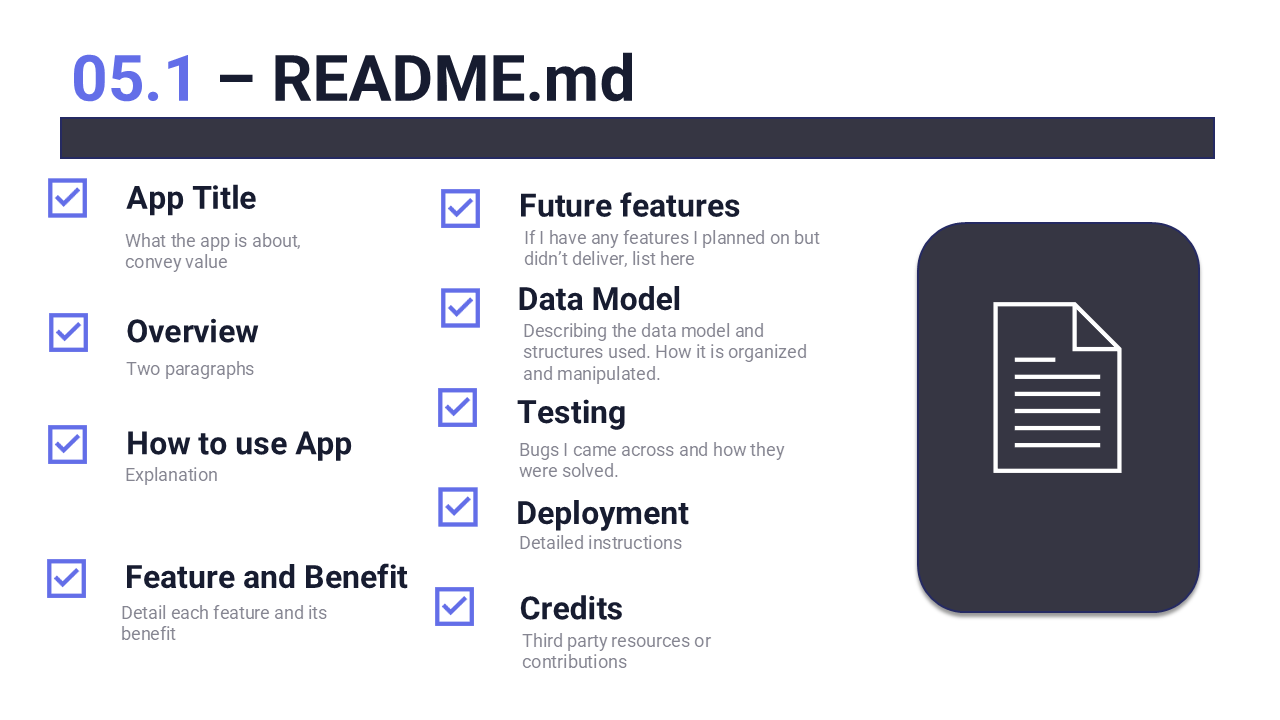 05.1 – README.md
App Title
What the app is about,
convey value
Overview
Two paragraphs
How to use App
Explanation
Feature and Benefit
Detail each feature and its
benefit
Future features
If I have any features I planned on but
didn’t deliver, list here
Data Model
Describing the data model and
structures used. How it is organized
and manipulated.
Testing
Bugs I came across and how they
were solved.
Deployment
Detailed instructions
Credits
Third party resources or
contributions